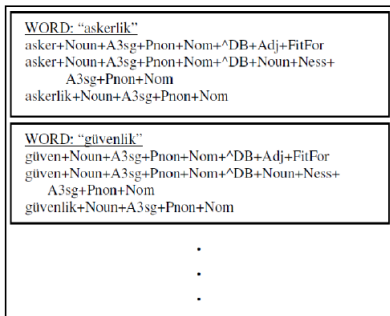 WORD: “askerlik”
asker+Noun+A3sg+Pnon+Nom+^DB+Adj+FitFor
asker+Noun+A3sg+Pnon+Nom+^DB+Noun+Ness+
A3sg+Pnon+Nom
askerlik+Noun+A3sg+Pnon+Nom
WORD: “güvenlik”
güven+Noun+A3sg+Pnon+Nom+^DB+Adj+FitFor
güven+Noun+A3sg+Pnon+Nom+^DB+Noun+Ness+
A3sg+Pnon+Nom
güvenlik+Noun+A3sg+Pnon+Nom
.
.
.